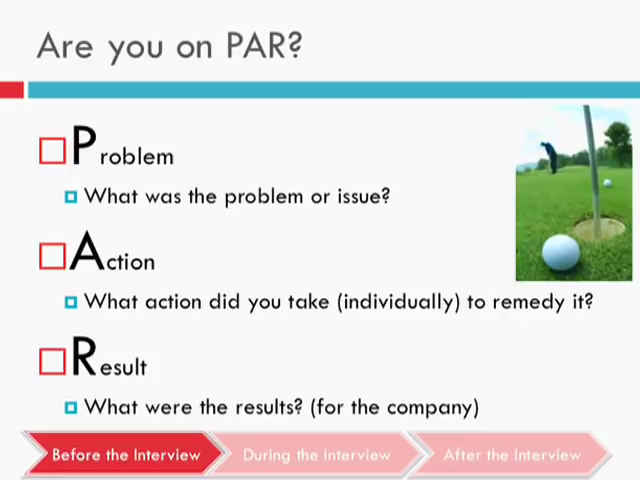 Are you on PAR?
Problem
What was the problem or issue?
Action
What action did you take (individually) to remedy it?
Result
What were the results? (for the company)
Before the Interview
During the Interview
After the Interview